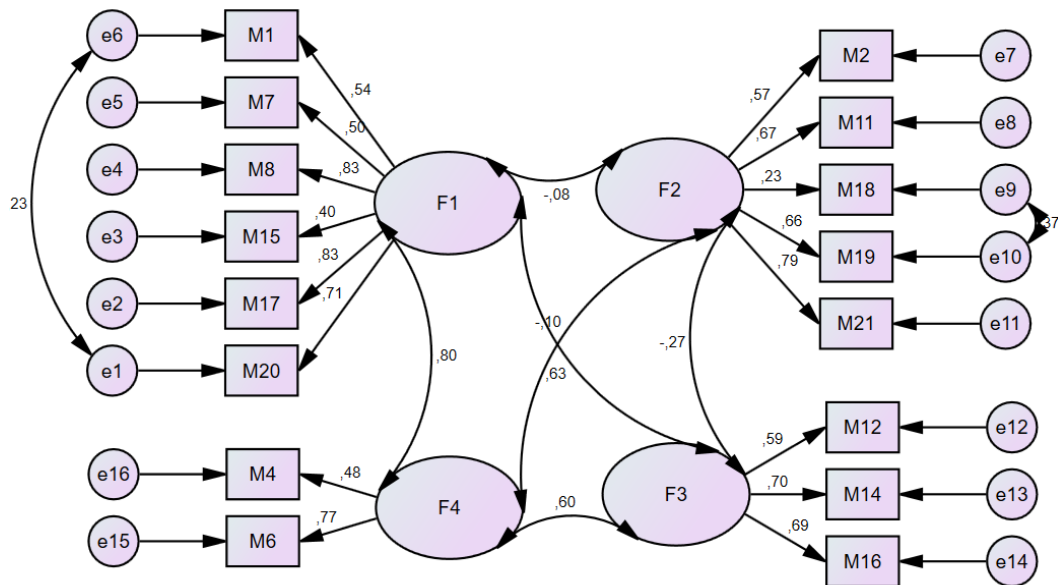 e6
M1
e5
M7
e4
M8
e3
M15
e2
M17
e1
M20
23
,54
,50
,83
,40
,83
,71
F1
-,08
F2
,57
,67
,23
,66
,79
M2
e7
M11
e8
M18
e9
M19
e10
M21
e11
37
-,10
,63
-,27
,80
e16
M4
e15
M6
,48
,77
F4
,60
F3
,59
,70
,69
M12
e12
M14
e13
M16
e14